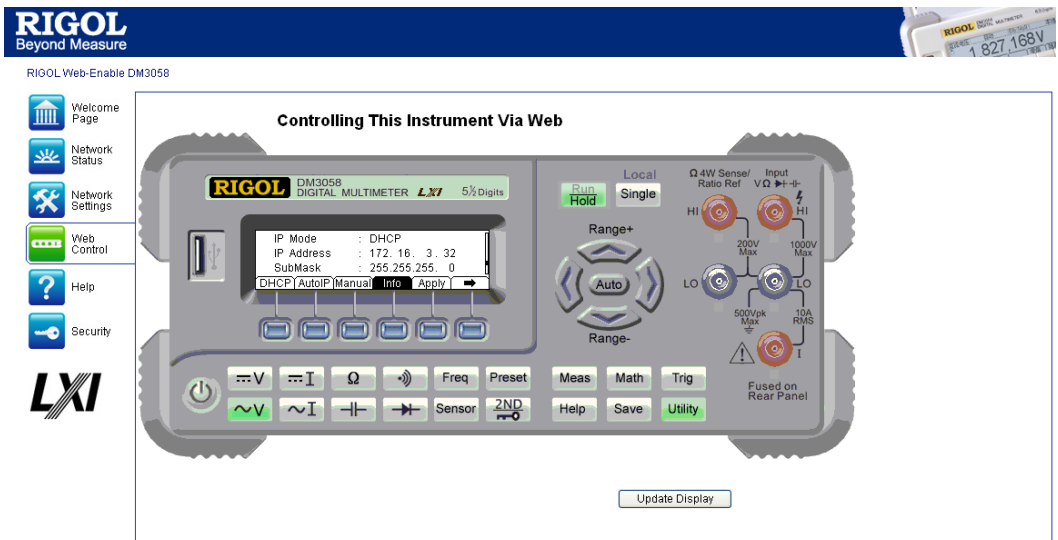 RIGOL
Beyond Measure
RIGOL
1 827,168V
RIGOL Web-Enable DM3058
Welcome Page
Network Status
Network Settings
Web Control
Help
Security
LXI
Controlling This Instrument Via Web
RIGOL DM3058 DIGITAL MULTIMETER LXI 5½ Digits
IP Mode : DHCP
IP Address : 172. 16. 3. 32
SubMask : 255.255.255. 0
DHCP AutoIP Manual Info Apply ➡
Local
Run Hold Single
Range+
Auto
Range-
Ω 4W Sense/ Ratio Ref
Input
VΩ
HI HI
200V Max
1000V Max
LO LO
500Vpk Max
10A RMS
I
Fused on
Rear Panel
V I Ω Freq Preset
∼V ∼I Sensor 2ND
Meas Math Trig
Help Save Utility
Update Display